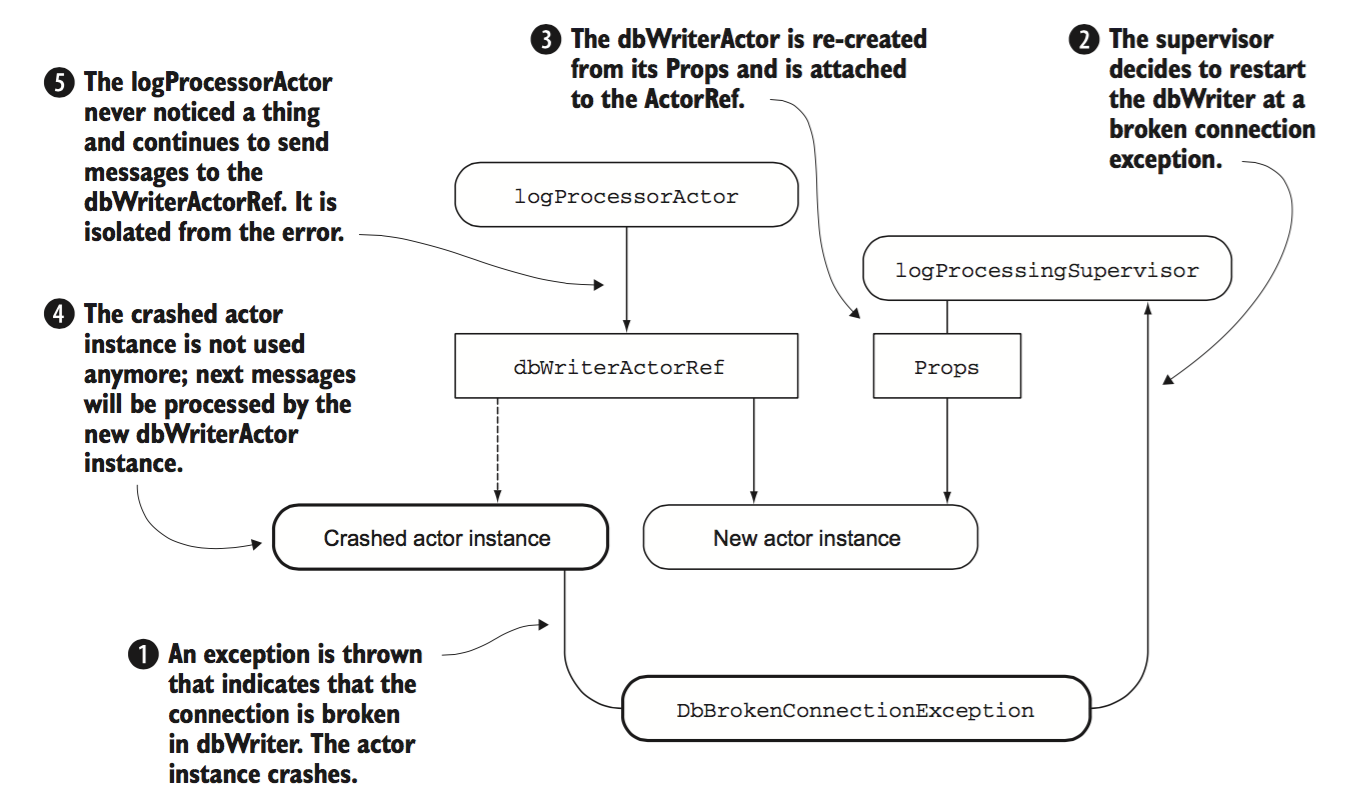 5 The logProcessorActor
never noticed a thing
and continues to send
messages to the
dbWriterActorRef. It is
isolated from the error.
3 The dbWriterActor is re-created
from its Props and is attached
to the ActorRef.
2 The supervisor
decides to restart
the dbWriter at a
broken connection
exception.
logProcessorActor
logProcessingSupervisor
4 The crashed actor
instance is not used
anymore; next messages
will be processed by the
new dbWriterActor
instance.
dbWriterActorRef
Props
Crashed actor instance
New actor instance
1 An exception is thrown
that indicates that the
connection is broken
in dbWriter. The actor
instance crashes.
DbBrokenConnectionException